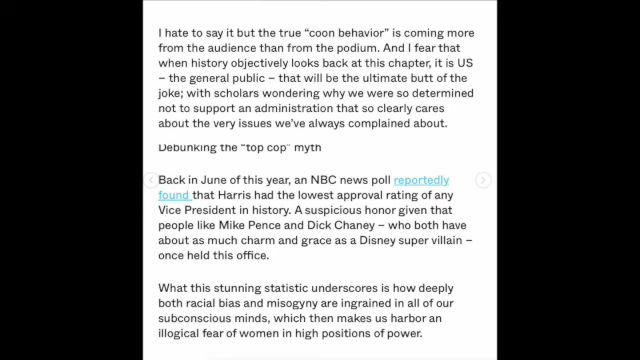 I hate to say it but the true “coon behavior” is coming more
from the audience than from the podium. And I fear that
when history objectively looks back at this chapter, it is US
– the general public – that will be the ultimate butt of the
joke; with scholars wondering why we were so determined
not to support an administration that so clearly cares
about the very issues we’ve always complained about.
Debunking the “top cop” myth
Back in June of this year, an NBC news poll reportedly
found that Harris had the lowest approval rating of any
Vice President in history. A suspicious honor given that
people like Mike Pence and Dick Chaney – who both have
about as much charm and grace as a Disney super villain –
once held this office.
What this stunning statistic underscores is how deeply
both racial bias and misogyny are ingrained in all of our
subconscious minds, which then makes us harbor an
illogical fear of women in high positions of power.